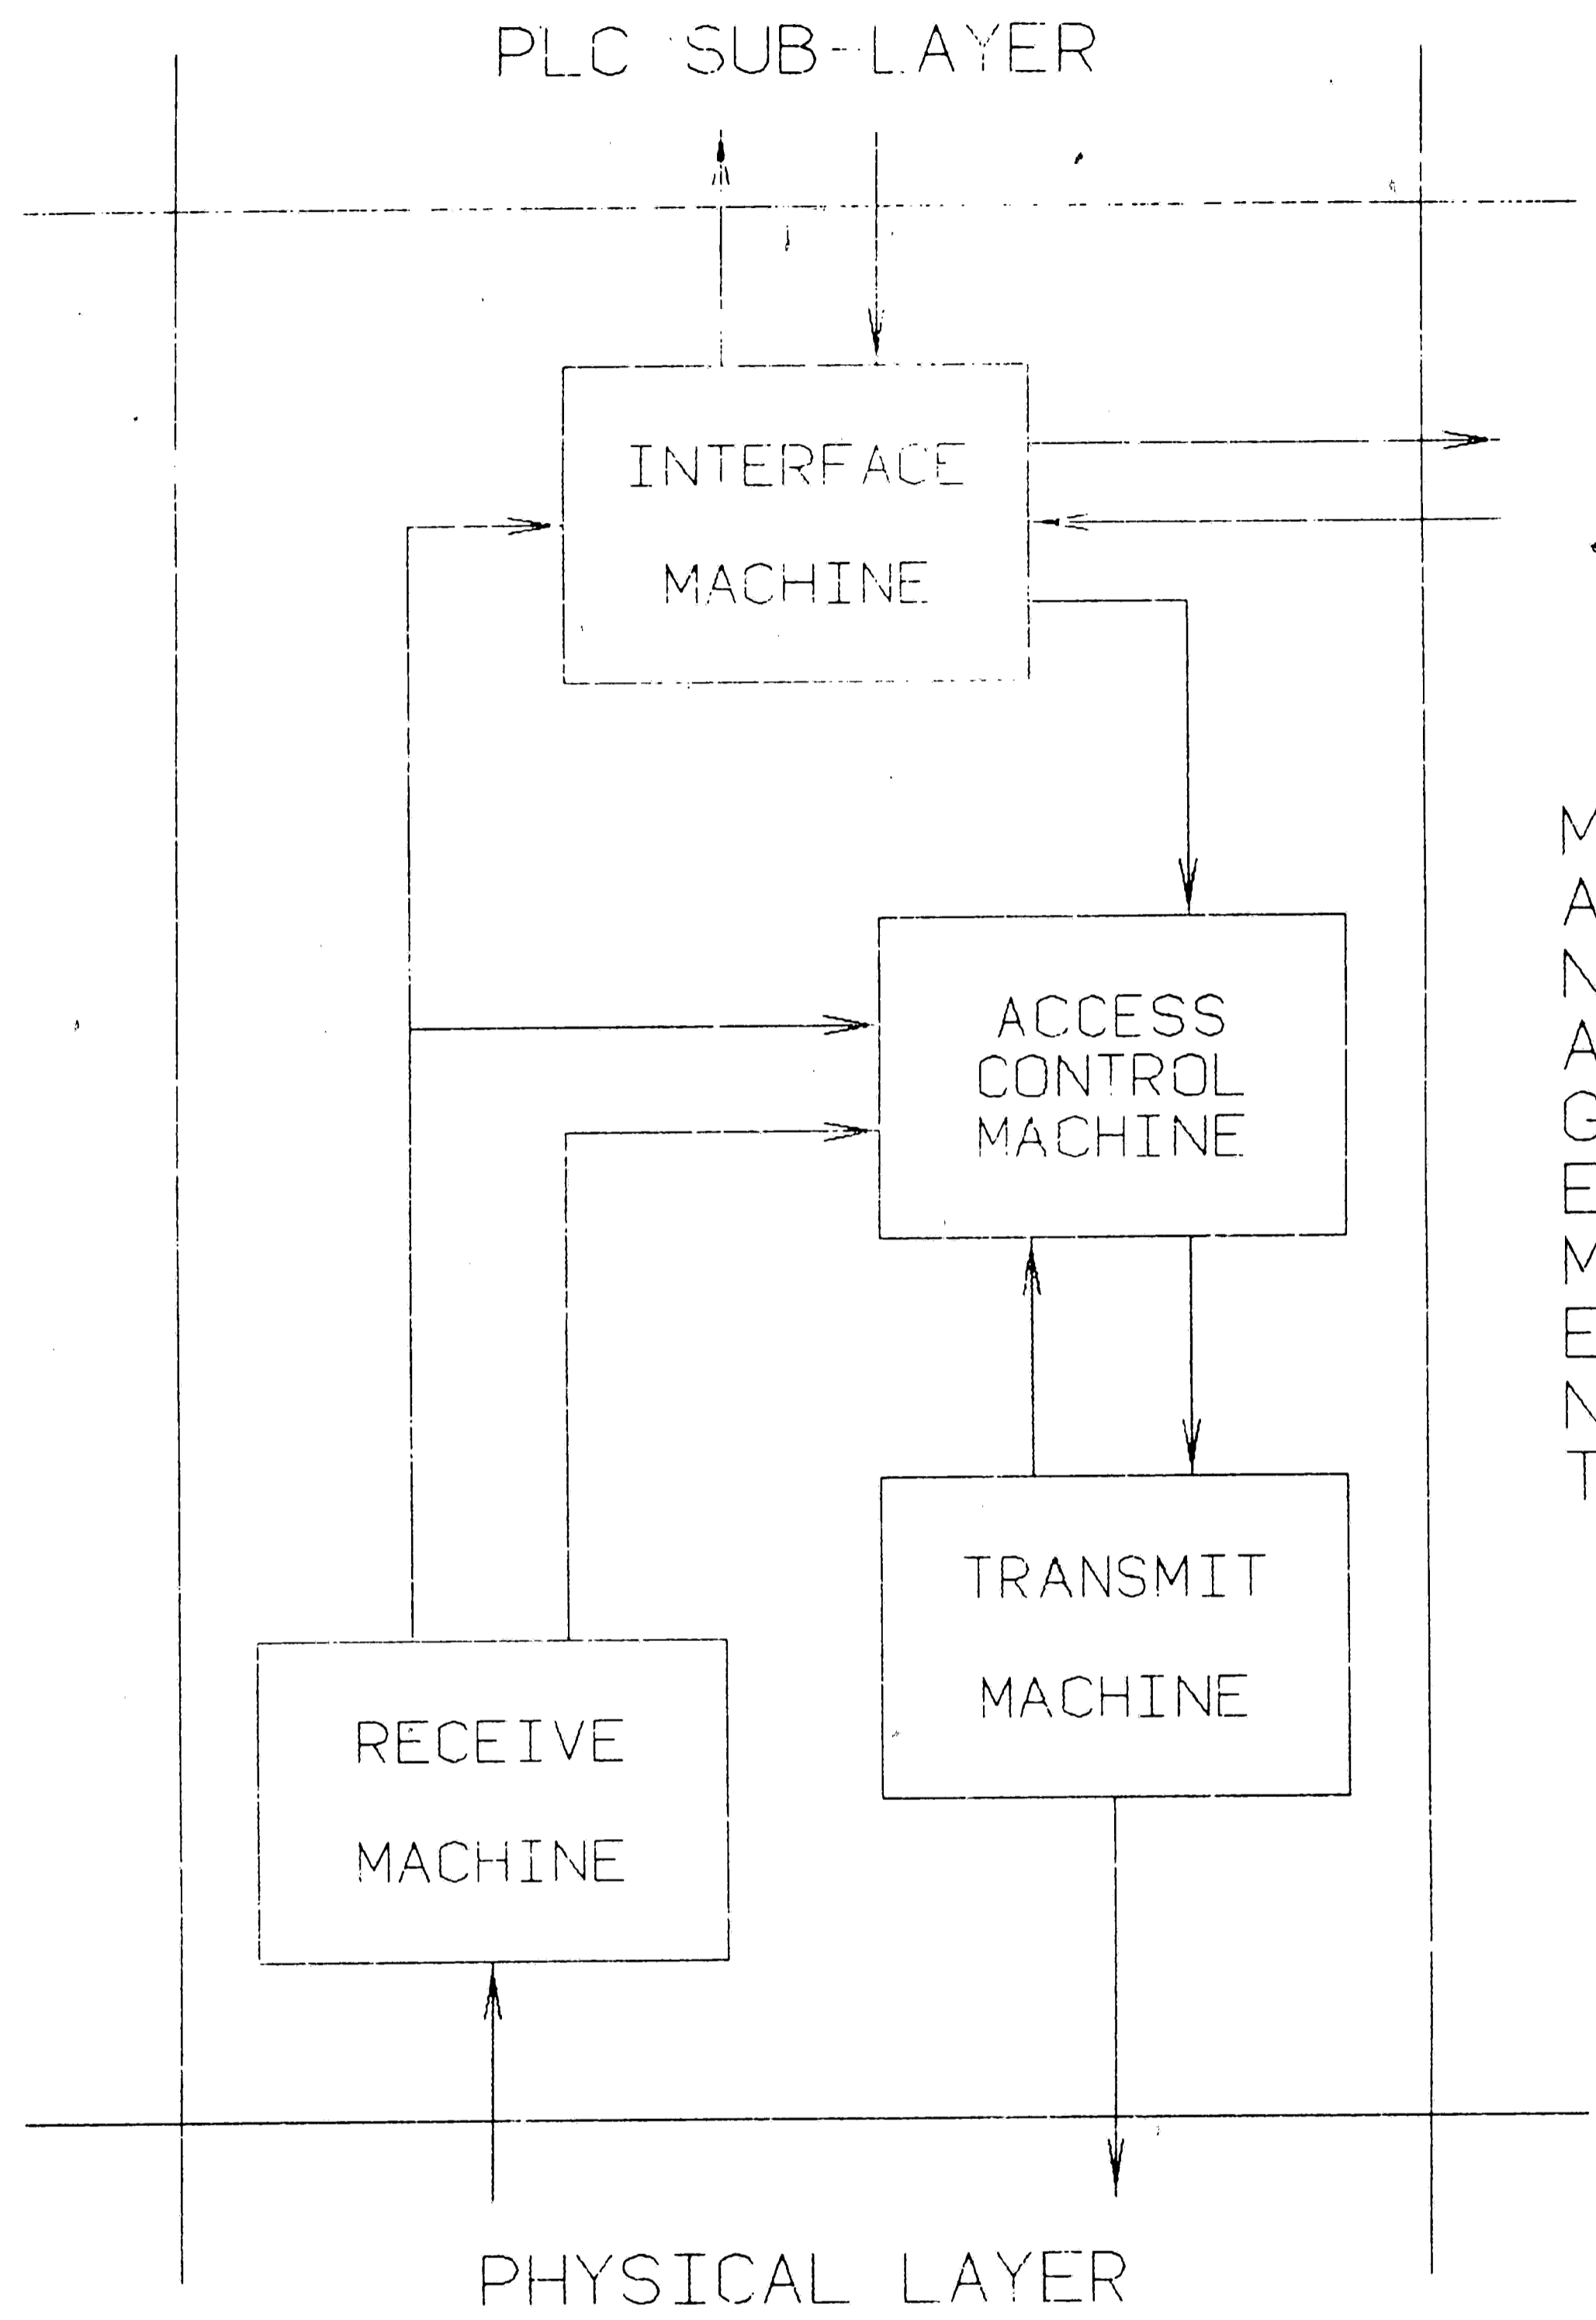 PLC SUB-LAYER
INTERFACE
MACHINE
ACCESS
CONTROL
MACHINE
TRANSMIT
MACHINE
RECEIVE
MACHINE
MANAGEMENT
PHYSICAL LAYER